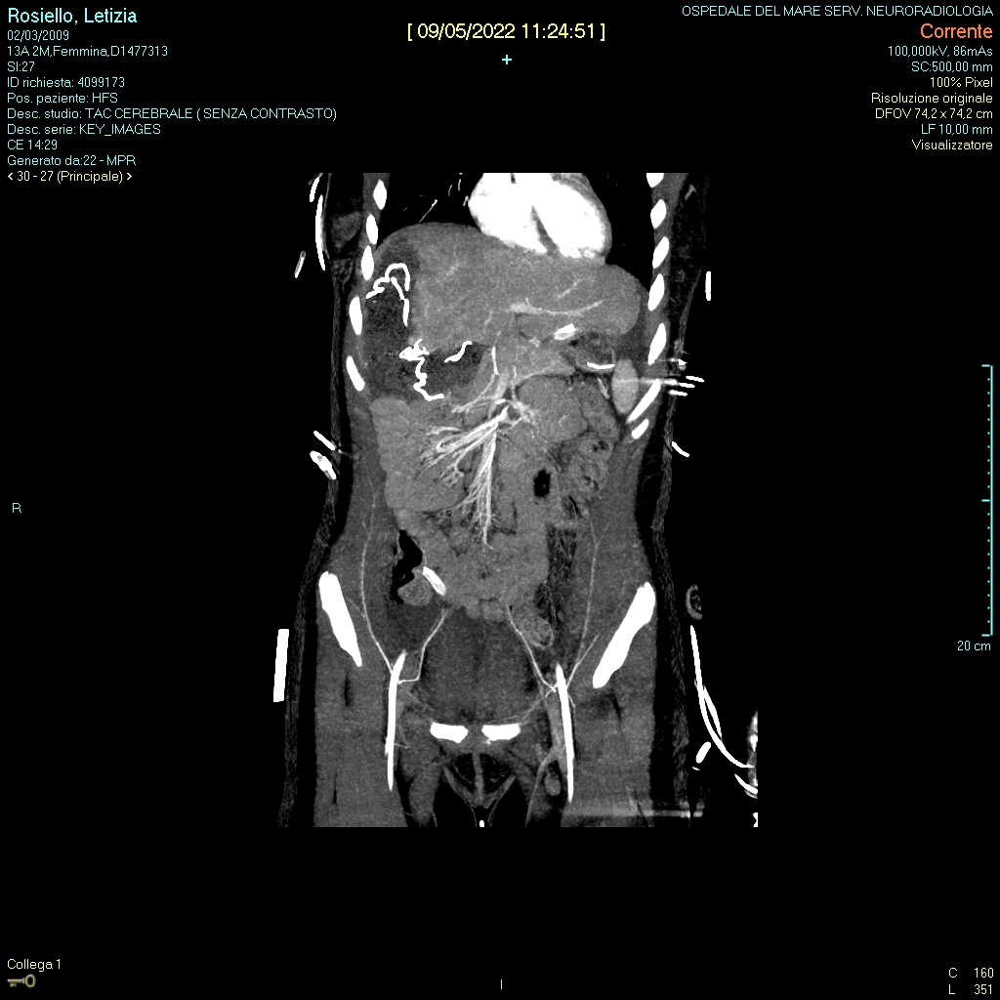 Rosiello, Letizia
02/03/2009
13A 2M,Femmina,D1477313
SI:27
ID richiesta: 4099173
Pos. paziente: HFS
Desc. studio: TAC CEREBRALE ( SENZA CONTRASTO)
Desc. serie: KEY_IMAGES
CE 14:29
Generato da:22 - MPR
< 30 - 27 (Principale) >
[ 09/05/2022 11:24:51 ]
OSPEDALE DEL MARE SERV. NEURORADIOLOGIA
Corrente
100,000kV, 86mAs
SC:500,00 mm
100% Pixel
Risoluzione originale
DFOV 74,2 x 74,2 cm
LF 10,00 mm
Visualizzatore
R
20 cm
Collega 1
I
C 160
L 351